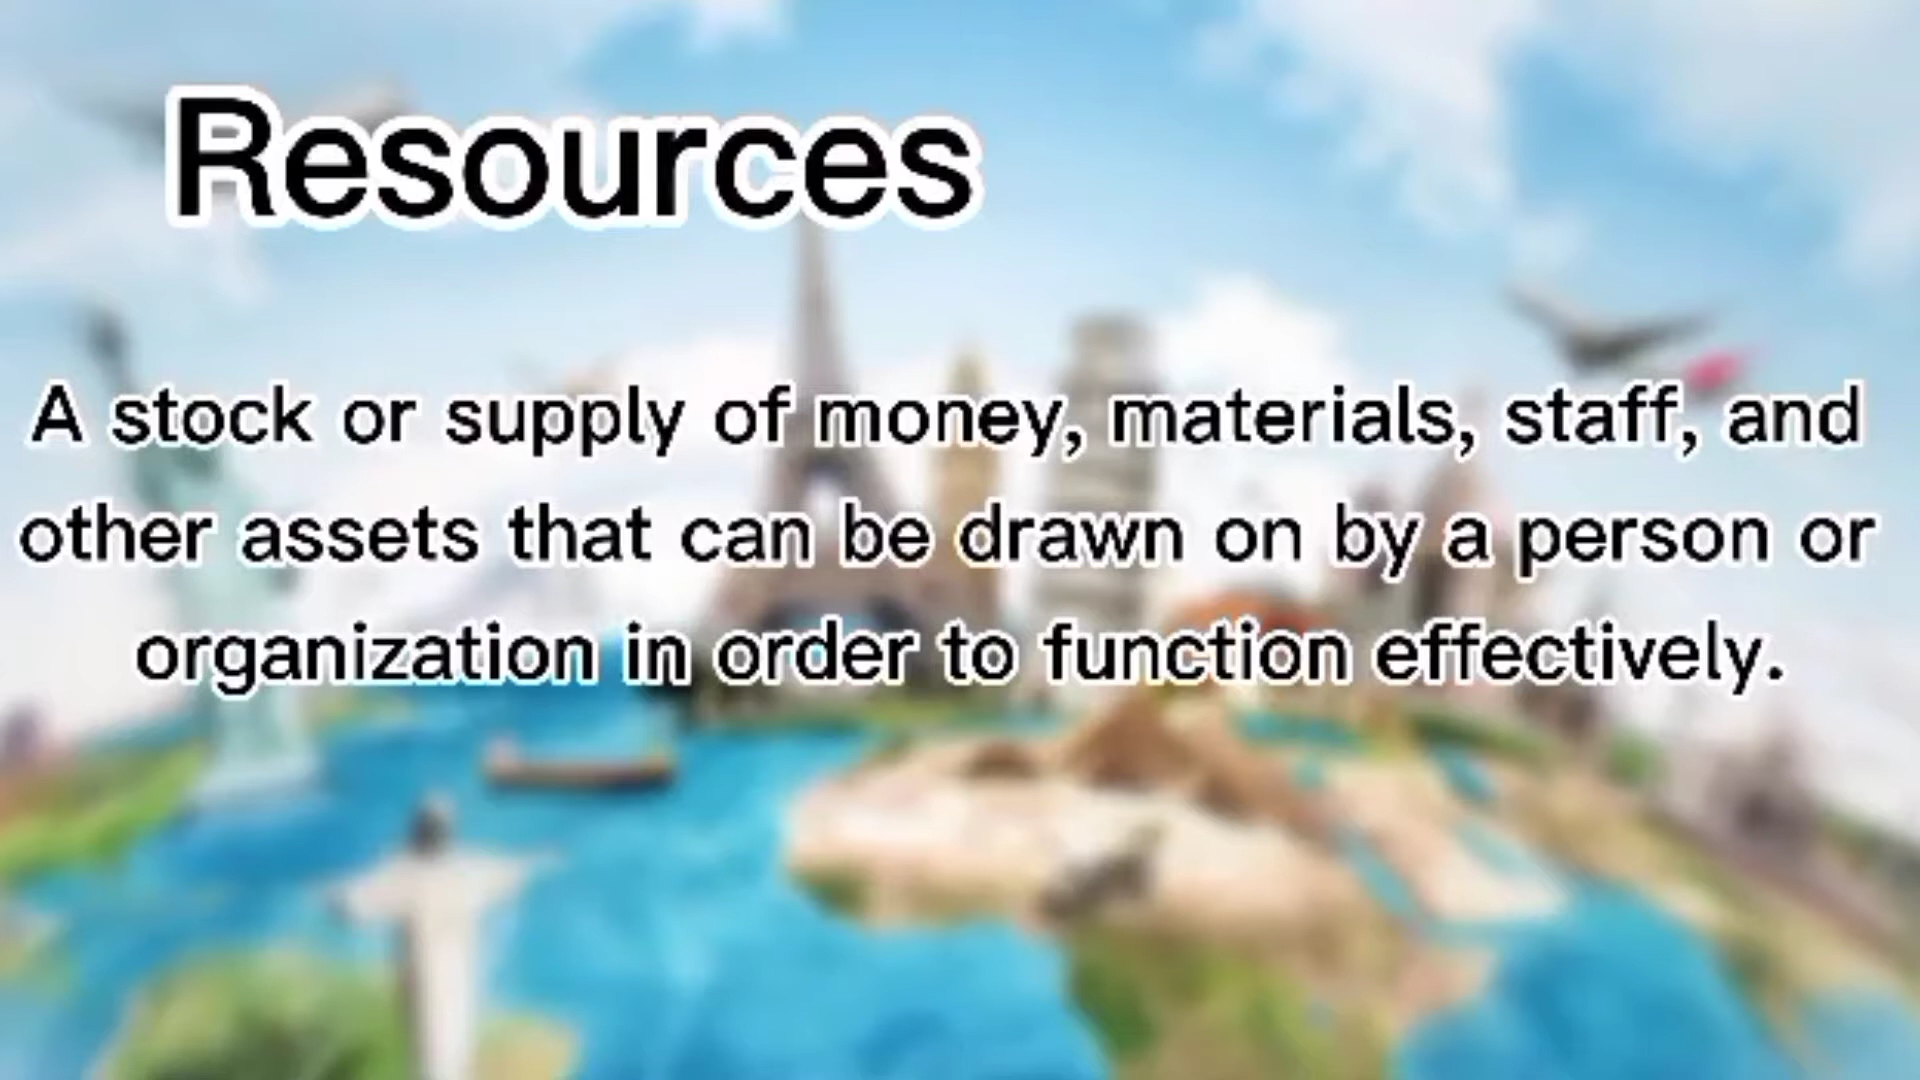 Resources
A stock or supply of money, materials, staff, and
other assets that can be drawn on by a person or
organization in order to function effectively.